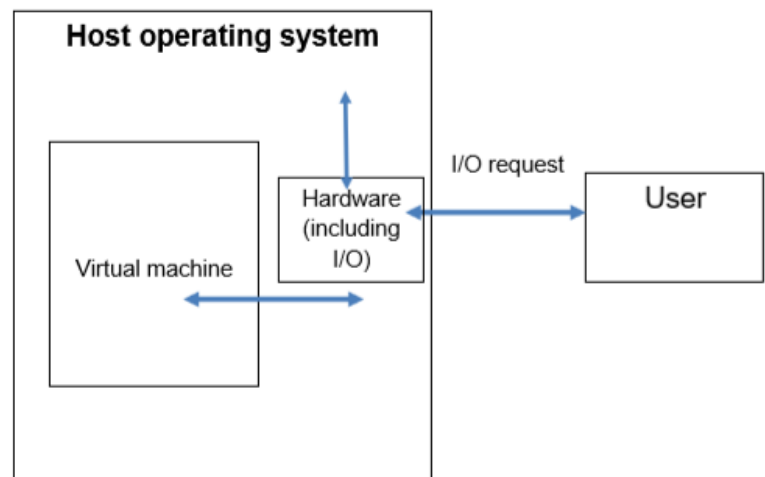 Host operating system
I/O request
Hardware
(including
I/O)
User
Virtual machine